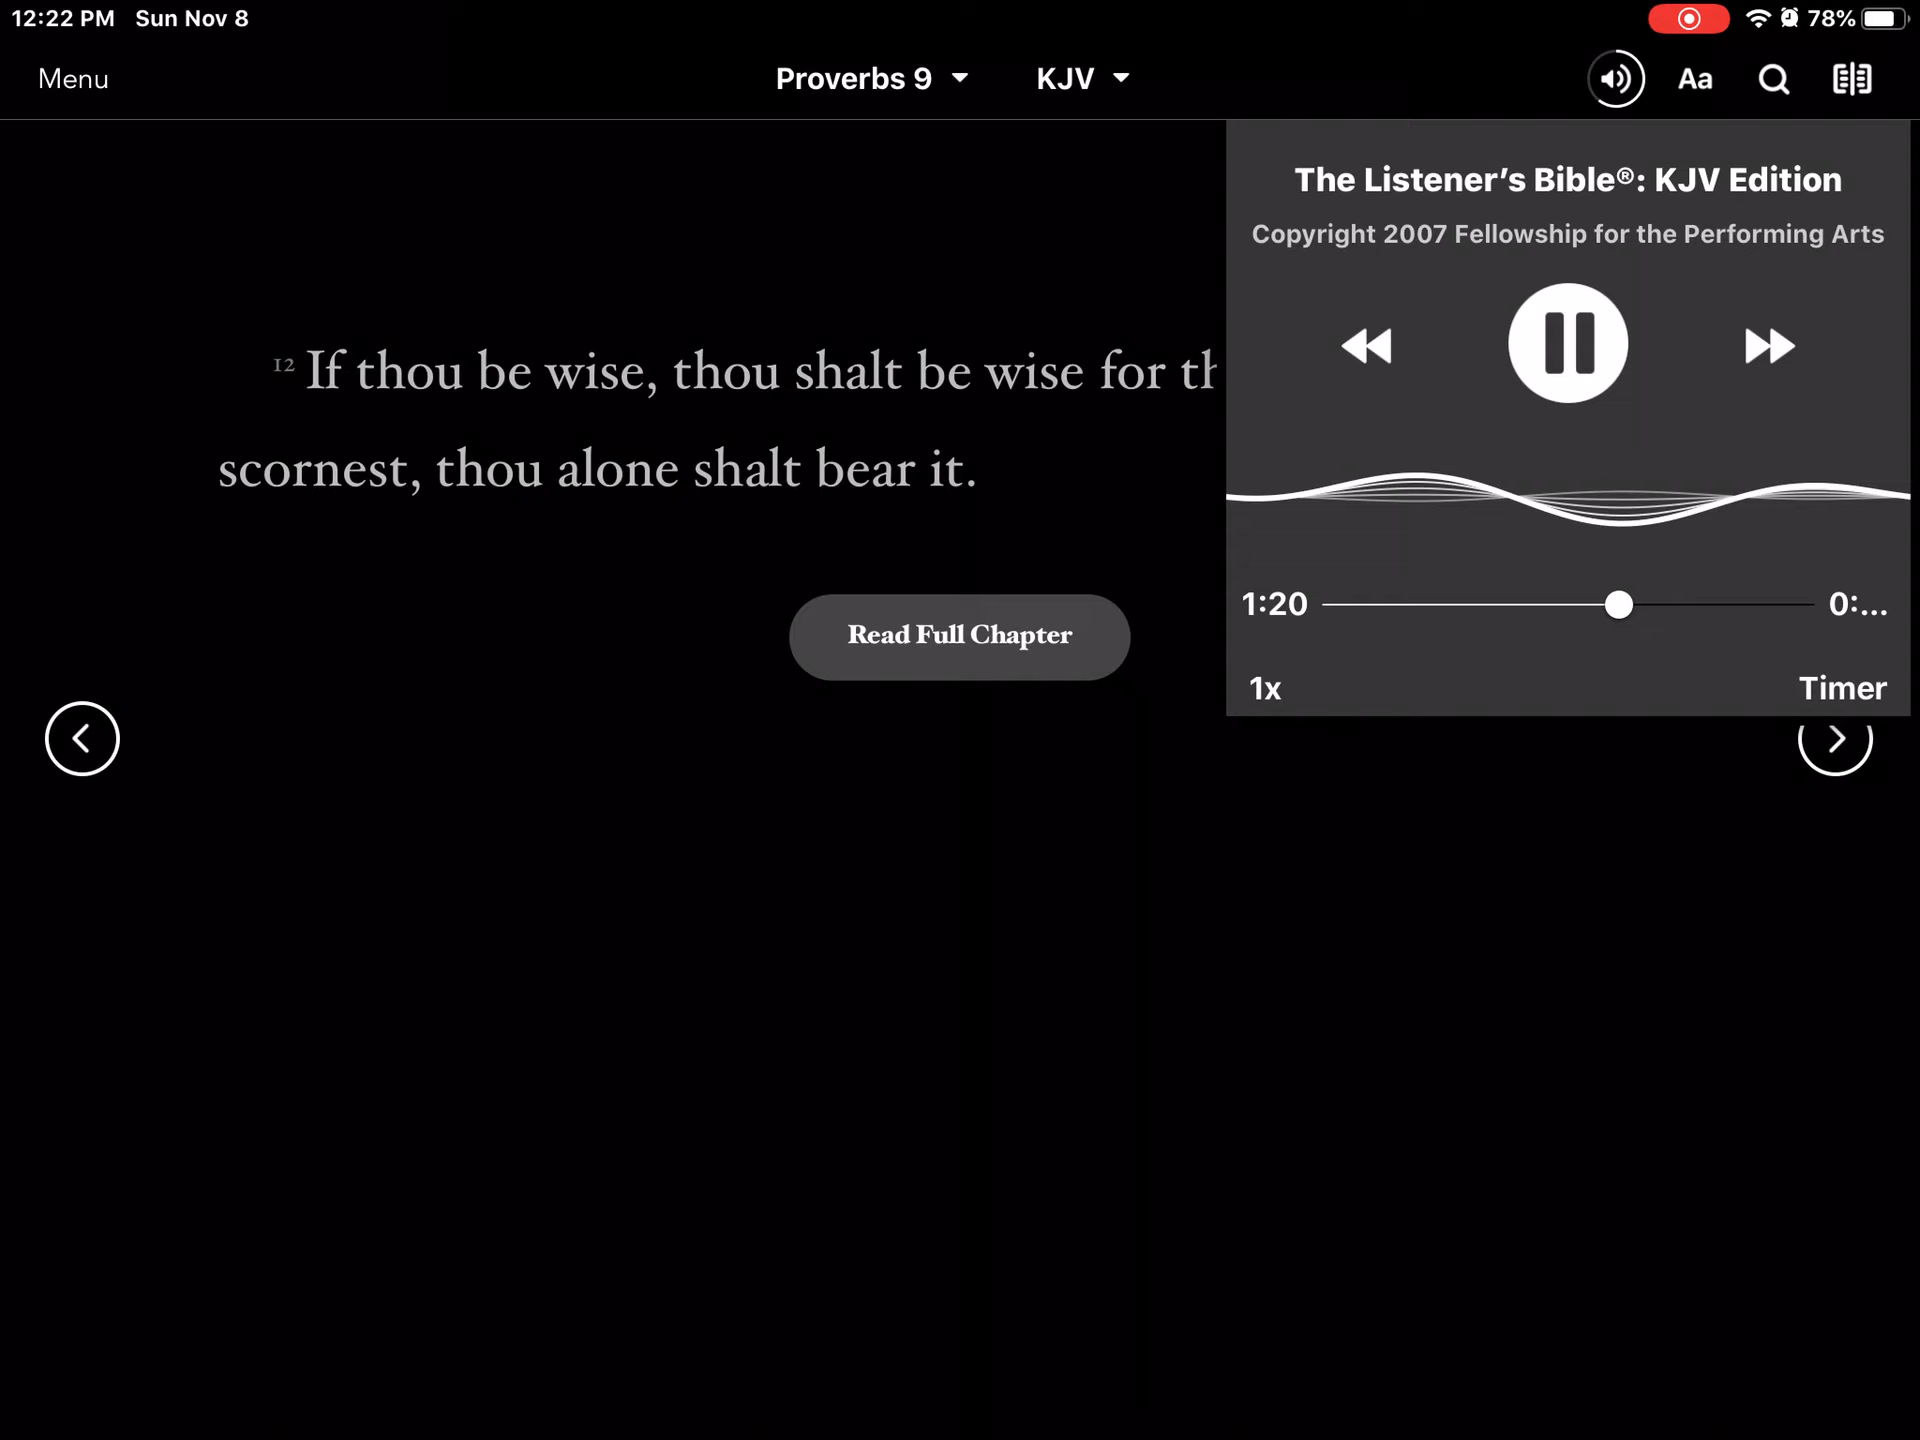 12:22 PM Sun Nov 8
78%
Menu
Proverbs 9
KJV
Aa
The Listener’s Bible®: KJV Edition
Copyright 2007 Fellowship for the Performing Arts
12 If thou be wise, thou shalt be wise for
scornest, thou alone shalt bear it.
Read Full Chapter
1:20
0:...
1x
Timer